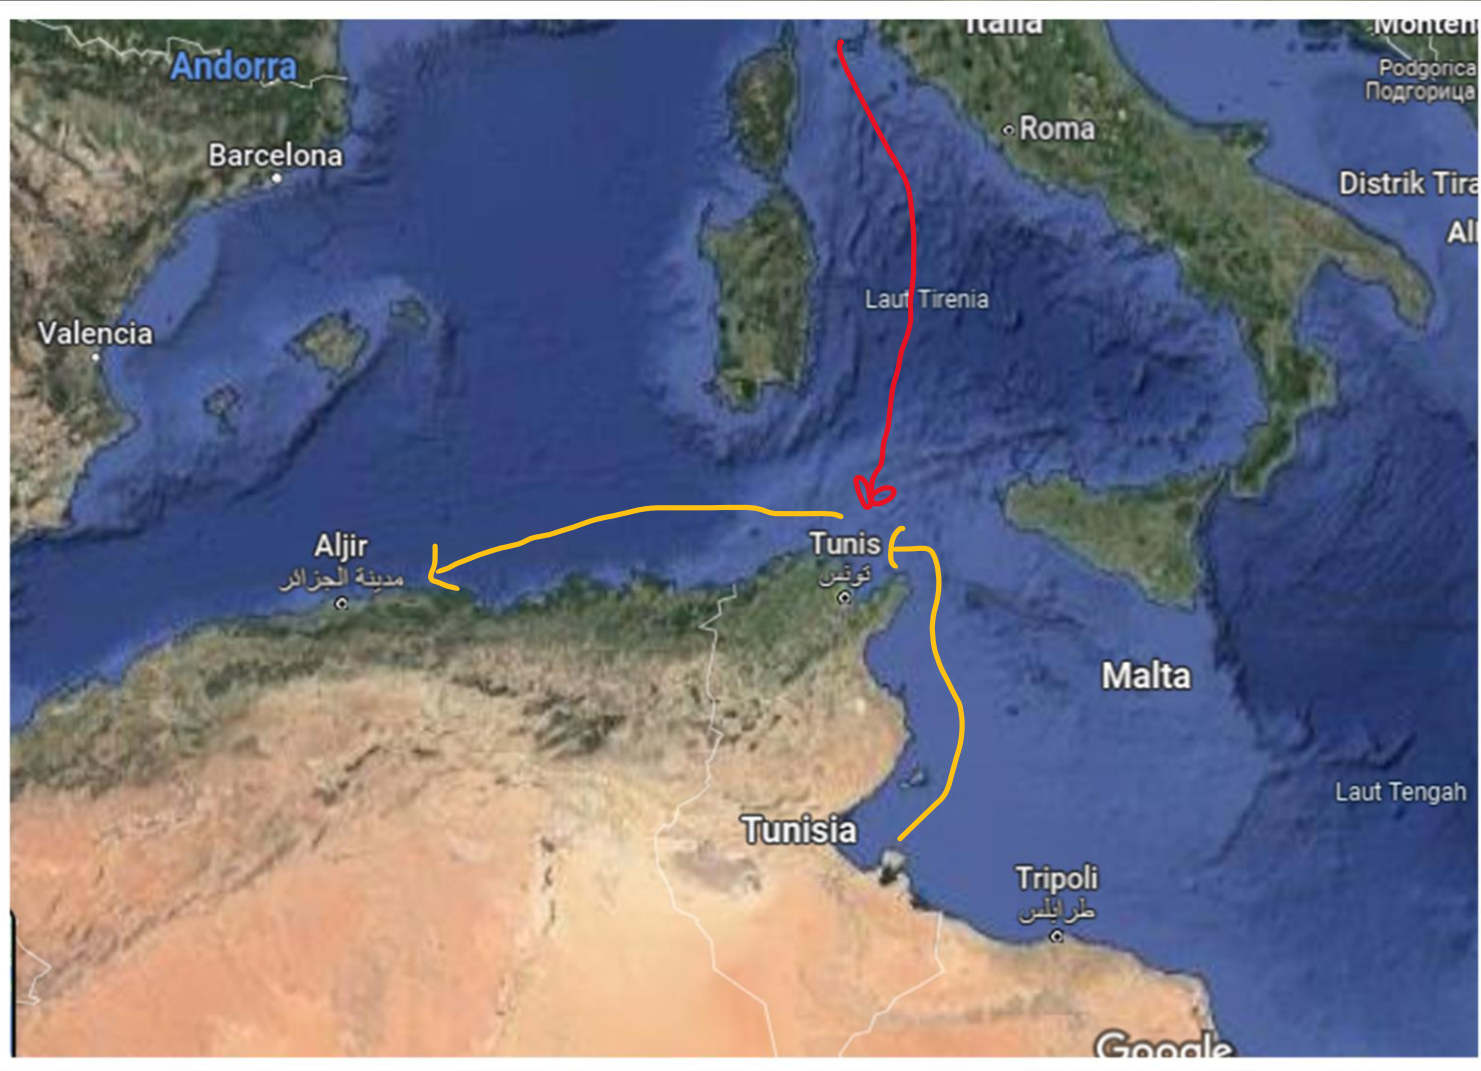 Italia
Monten
Andorra
Podgorica
Подгорица
Roma
Barcelona
Distrik Tira
Al
Laut Tirenia
Valencia
Aljir
مدينة الجزائر
Tunis
تونس
Malta
Laut Tengah
Tunisia
Tripoli
طرابلس
Google